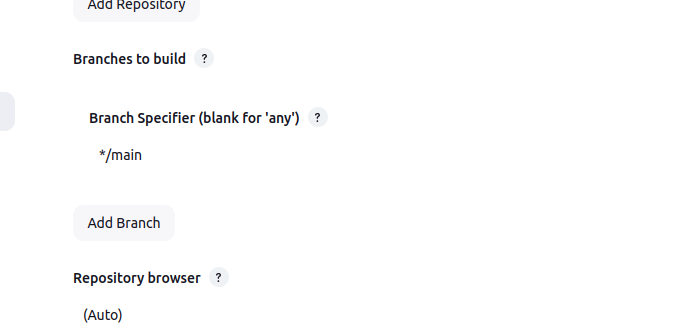 Add Repository
Branches to build ?
Branch Specifier (blank for 'any') ?
*/main
Add Branch
Repository browser ?
(Auto)